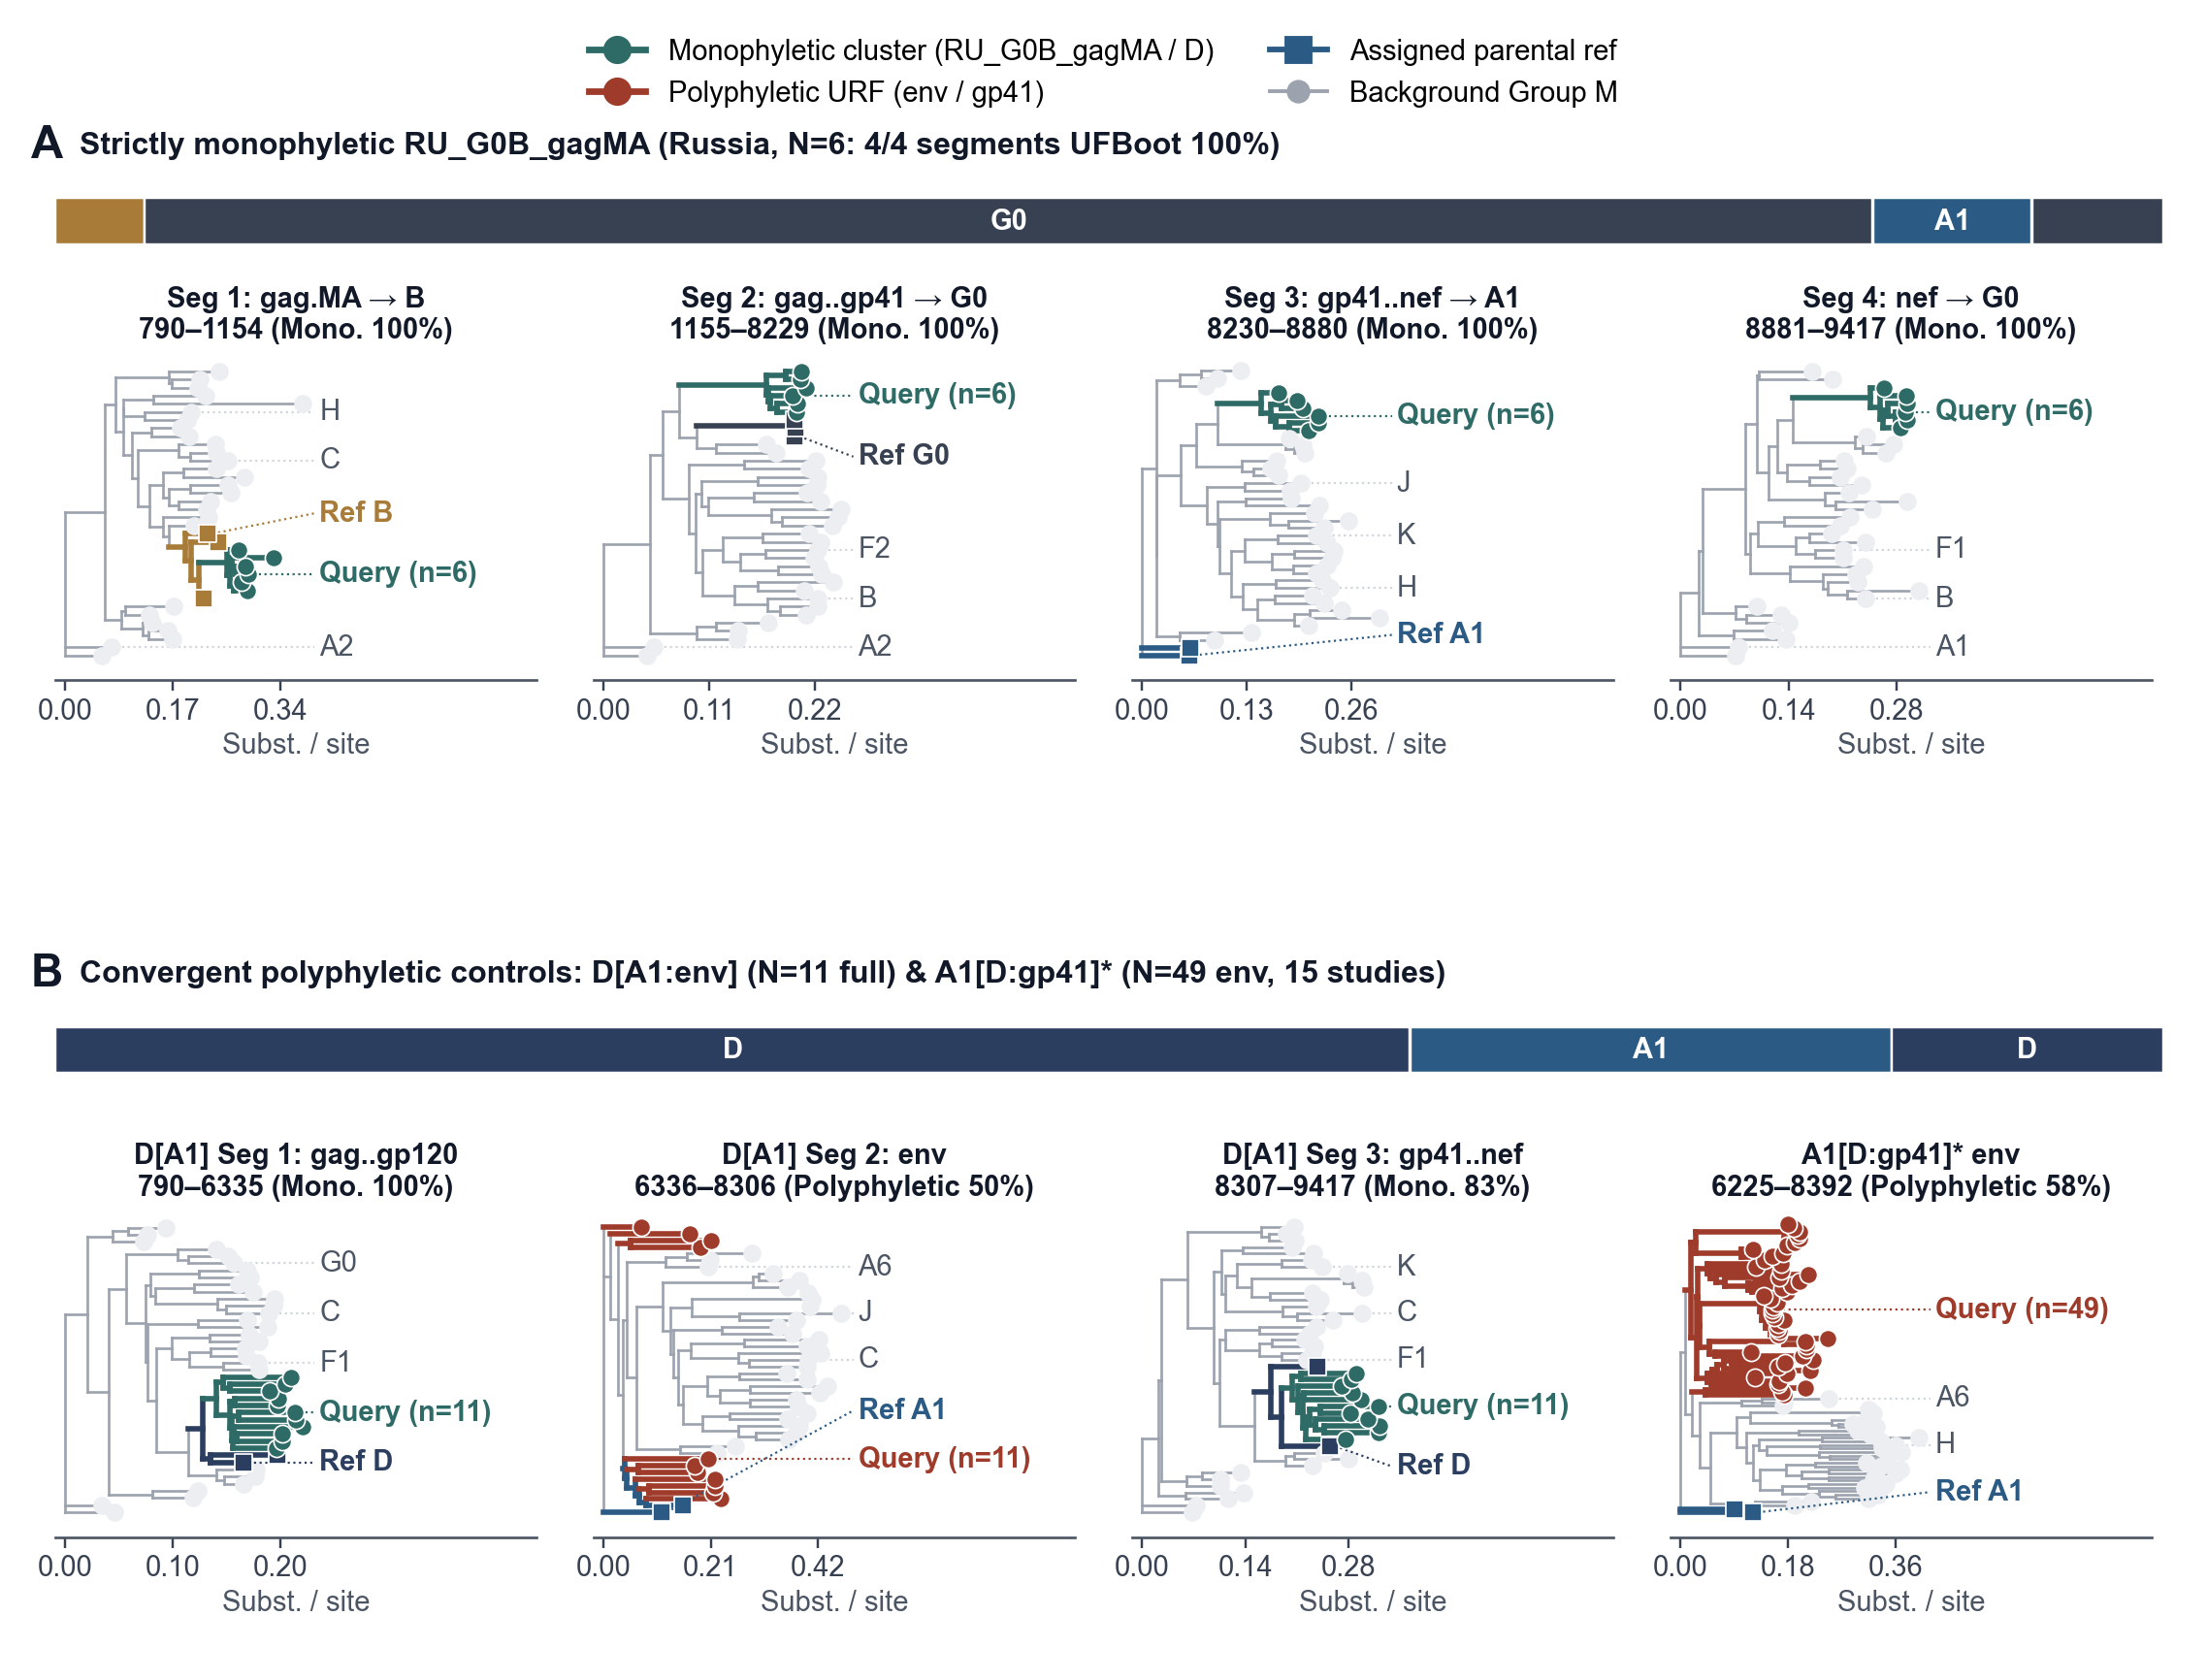 Monophyletic cluster (RU_G0B_gagMA / D)
Polyphyletic URF (env / gp41)
Assigned parental ref
Background Group M
A Strictly monophyletic RU_G0B_gagMA (Russia, N=6: 4/4 segments UFBoot 100%)
G0
A1
Seg 1: gag.MA → B
790–1154 (Mono. 100%)
H
C
Ref B
Query (n=6)
A2
0.00 0.17 0.34
Subst. / site
Seg 2: gag..gp41 → G0
1155–8229 (Mono. 100%)
Query (n=6)
Ref G0
F2
B
A2
0.00 0.11 0.22
Subst. / site
Seg 3: gp41..nef → A1
8230–8880 (Mono. 100%)
Query (n=6)
J
K
H
Ref A1
0.00 0.13 0.26
Subst. / site
Seg 4: nef → G0
8881–9417 (Mono. 100%)
Query (n=6)
F1
B
A1
0.00 0.14 0.28
Subst. / site
B Convergent polyphyletic controls: D[A1:env] (N=11 full) & A1[D:gp41]* (N=49 env, 15 studies)
D
A1
D
D[A1] Seg 1: gag..gp120
790–6335 (Mono. 100%)
G0
C
F1
Query (n=11)
Ref D
0.00 0.10 0.20
Subst. / site
D[A1] Seg 2: env
6336–8306 (Polyphyletic 50%)
A6
J
C
Ref A1
Query (n=11)
0.00 0.21 0.42
Subst. / site
D[A1] Seg 3: gp41..nef
8307–9417 (Mono. 83%)
K
C
F1
Query (n=11)
Ref D
0.00 0.14 0.28
Subst. / site
A1[D:gp41]* env
6225–8392 (Polyphyletic 58%)
Query (n=49)
A6
H
Ref A1
0.00 0.18 0.36
Subst. / site